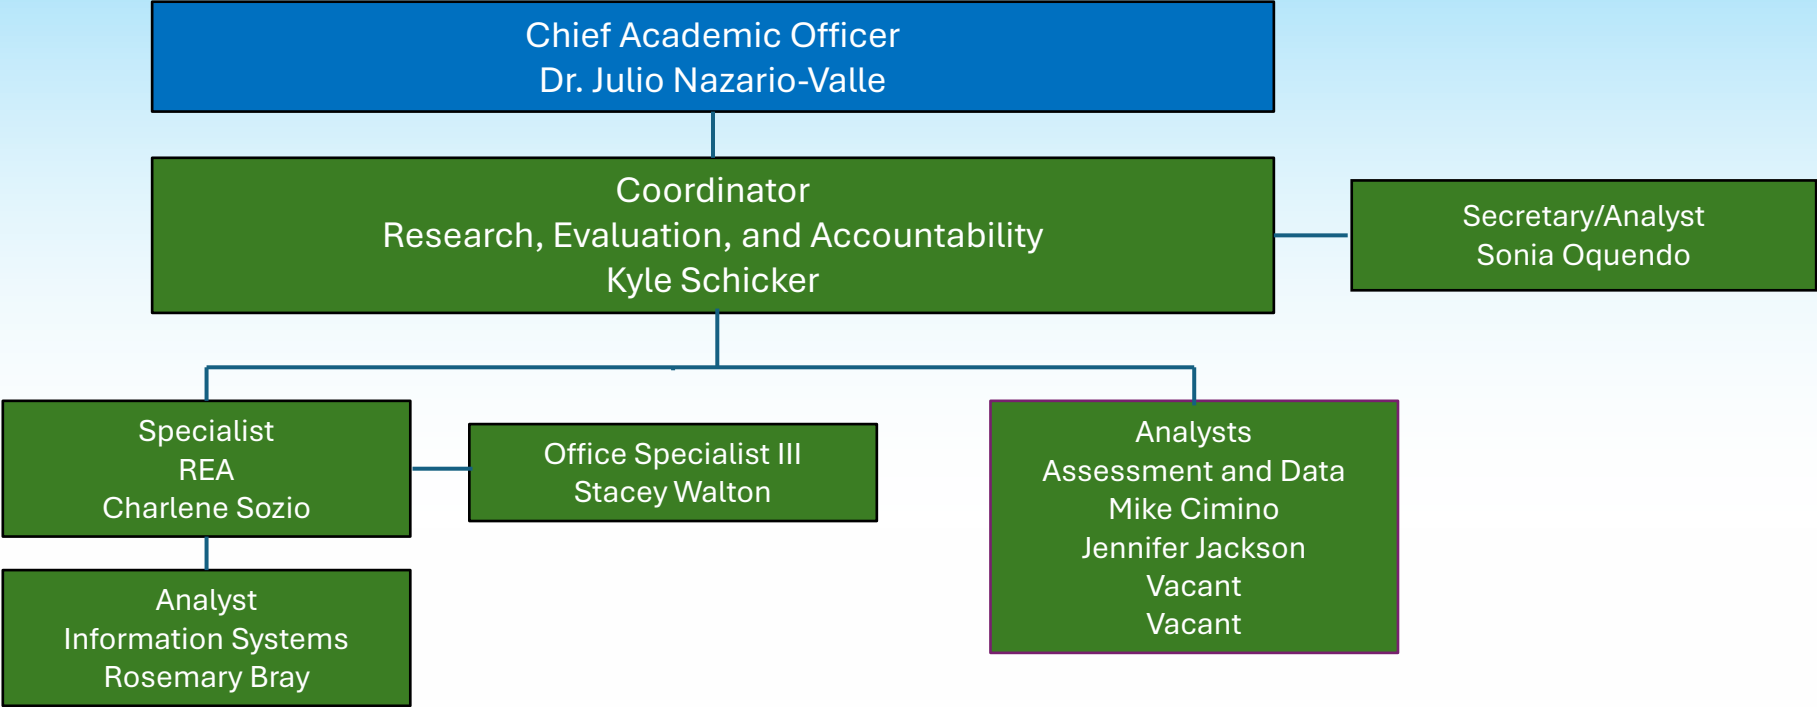 Chief Academic Officer
Dr. Julio Nazario-Valle
Coordinator
Research, Evaluation, and Accountability
Kyle Schicker
Secretary/Analyst
Sonia Oquendo
Specialist
REA
Charlene Sozio
Office Specialist III
Stacey Walton
Analysts
Assessment and Data
Mike Cimino
Jennifer Jackson
Vacant
Vacant
Analyst
Information Systems
Rosemary Bray